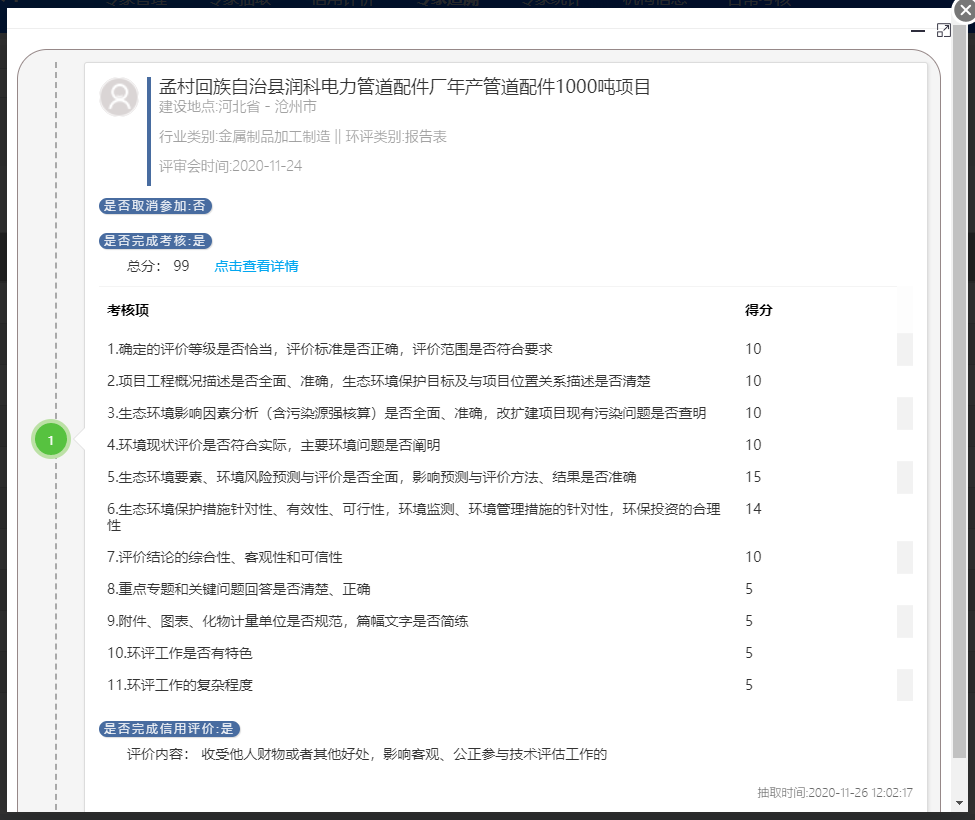 孟村回族自治县润科电力管道配件厂年产管道配件1000吨项目
建设地点:河北省 - 沧州市
行业类别:金属制品加工制造 || 环评类别:报告表
评审会时间:2020-11-24
是否取消参加:否
是否完成考核:是
总分: 99 点击查看详情
考核项 得分
1.确定的评价等级是否恰当，评价标准是否正确，评价范围是否符合要求 10
2.项目工程概况描述是否全面、准确，生态环境保护目标及与项目位置关系描述是否清楚 10
3.生态环境影响因素分析（含污染源强核算）是否全面、准确，改扩建项目现有污染问题是否查明 10
4.环境现状评价是否符合实际，主要环境问题是否阐明 10
1
5.生态环境要素、环境风险预测与评价是否全面，影响预测与评价方法、结果是否准确 15
6.生态环境保护措施针对性、有效性、可行性，环境监测、环境管理措施的针对性，环保投资的合理 14
性
7.评价结论的综合性、客观性和可信性 10
8.重点专题和关键问题回答是否清楚、正确 5
9.附件、图表、化物计量单位是否规范，篇幅文字是否简练 5
10.环评工作是否有特色 5
11.环评工作的复杂程度 5
是否完成信用评价:是
评价内容: 收受他人财物或者其他好处，影响客观、公正参与技术评估工作的
抽取时间:2020-11-26 12:02:17